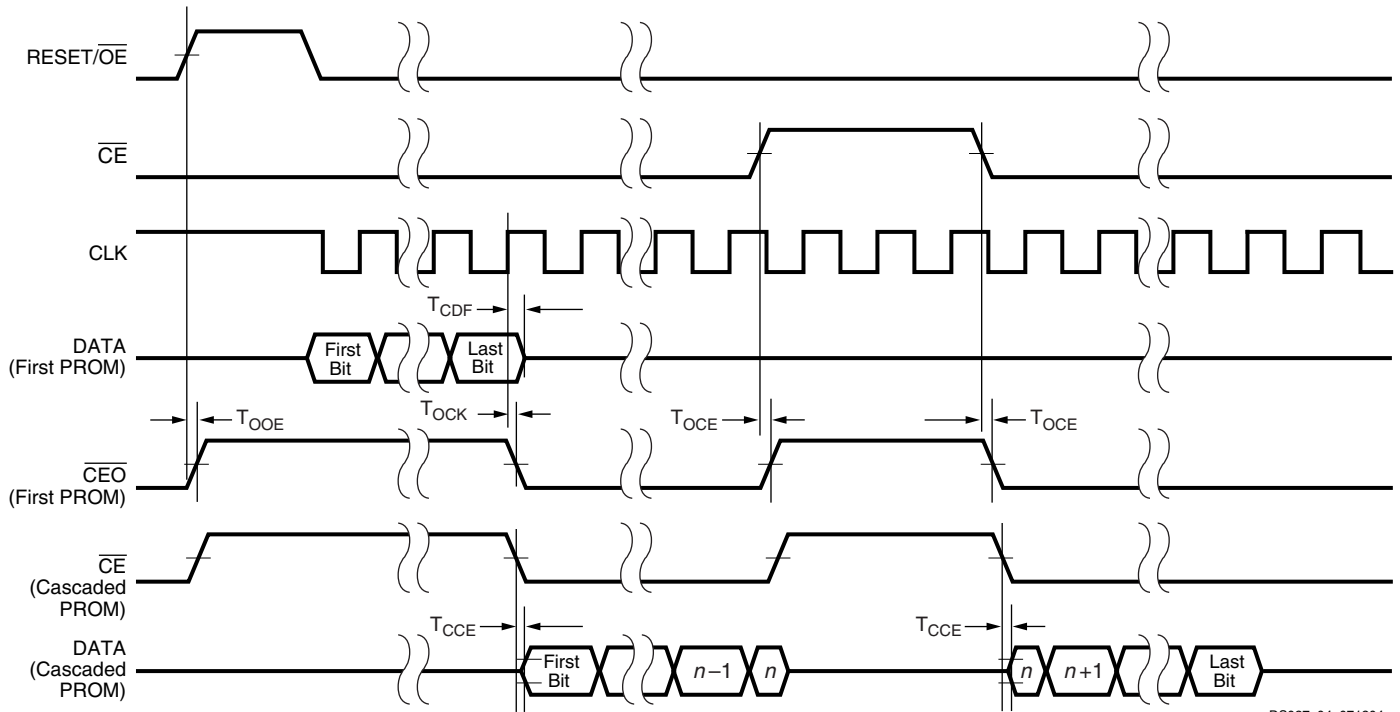 RESET/OE
CE
CLK
TCDF
DATA
(First PROM)
First
Bit
Last
Bit
TOOE
TOCK
TOCE
TOCE
CEO
(First PROM)
CE
(Cascaded
PROM)
TCCE
TCCE
DATA
(Cascaded
PROM)
First
Bit
n–1
n
n
n+1
Last
Bit